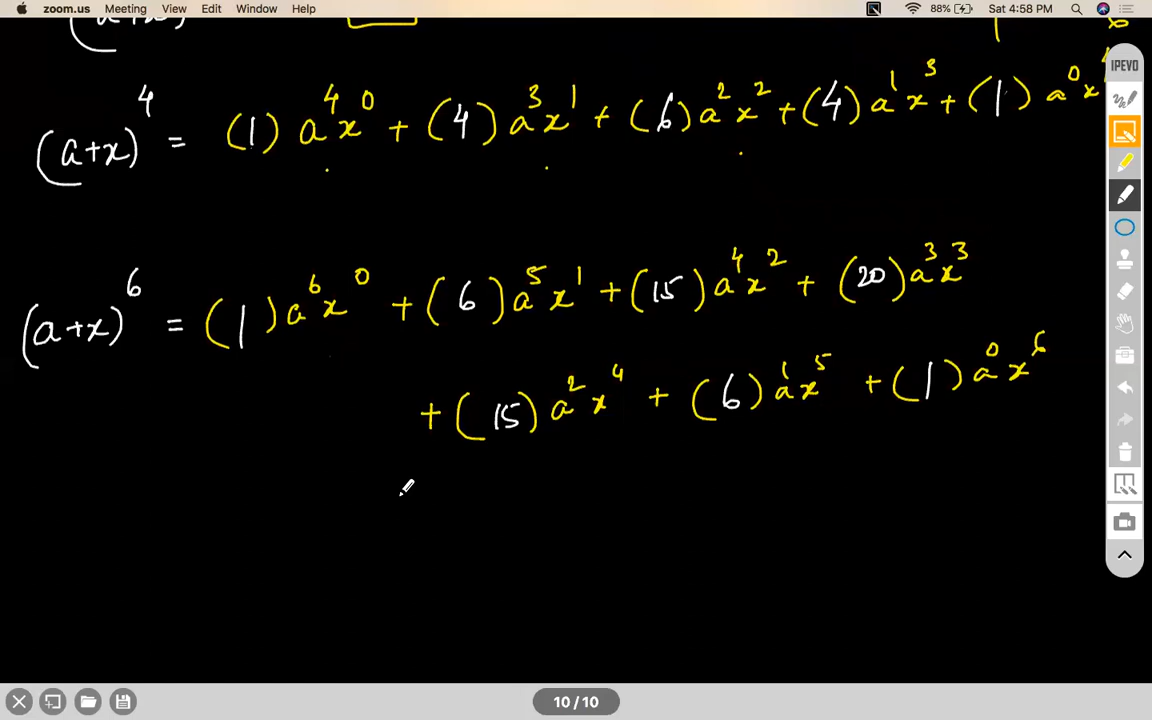 zoom.us Meeting View Edit Window Help 88% Sat 4:58 PM
IPEVO
(a+x)^4 = (1) a^4 x^0 + (4) a^3 x^1 + (6) a^2 x^2 + (4) a^1 x^3 + (1) a^0 x
(a+x)^6 = (1) a^6 x^0 + (6) a^5 x^1 + (15) a^4 x^2 + (20) a^3 x^3
+ (15) a^2 x^4 + (6) a^1 x^5 + (1) a^0 x^6
10 / 10